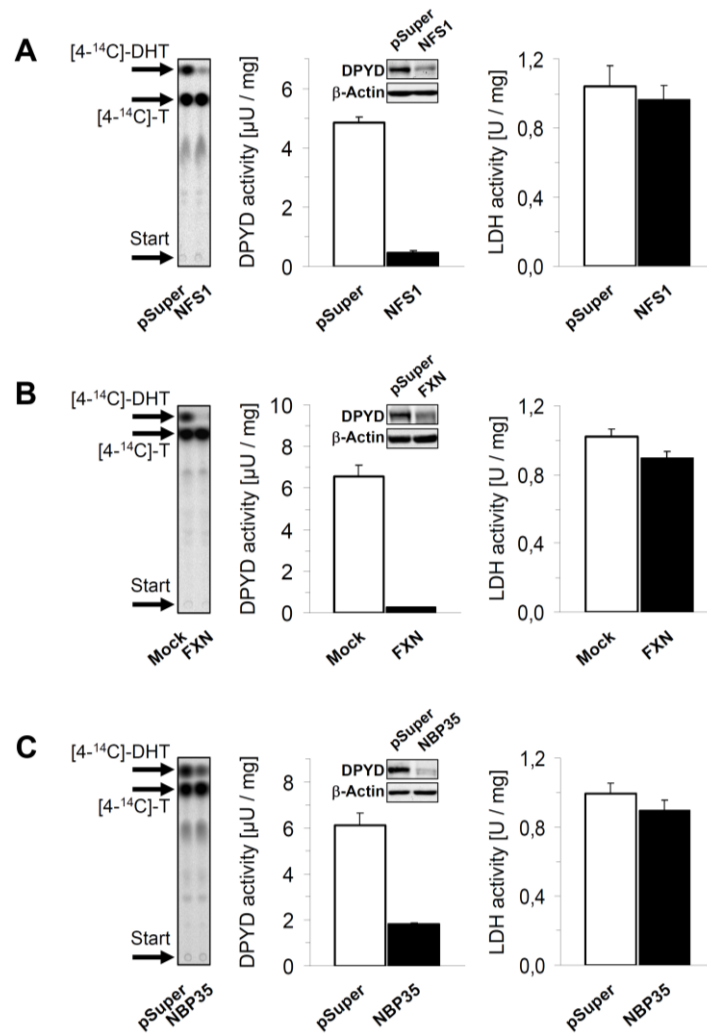 A
[4-¹⁴C]-DHT
[4-¹⁴C]-T
Start
pSuper
NFS1
DPYD activity [µU / mg]
6
4
2
0
pSuper
NFS1
DPYD
β-Actin
pSuper
NFS1
LDH activity [U / mg]
1,2
0,8
0,4
0,0
pSuper
NFS1
B
[4-¹⁴C]-DHT
[4-¹⁴C]-T
Start
Mock
FXN
DPYD activity [µU / mg]
10
8
6
4
2
0
pSuper
FXN
DPYD
β-Actin
Mock
FXN
LDH activity [U / mg]
1,2
0,8
0,4
0,0
Mock
FXN
C
[4-¹⁴C]-DHT
[4-¹⁴C]-T
Start
pSuper
NBP35
DPYD activity [µU / mg]
8
6
4
2
0
pSuper
NBP35
DPYD
β-Actin
pSuper
NBP35
LDH activity [U / mg]
1,2
0,8
0,4
0,0
pSuper
NBP35